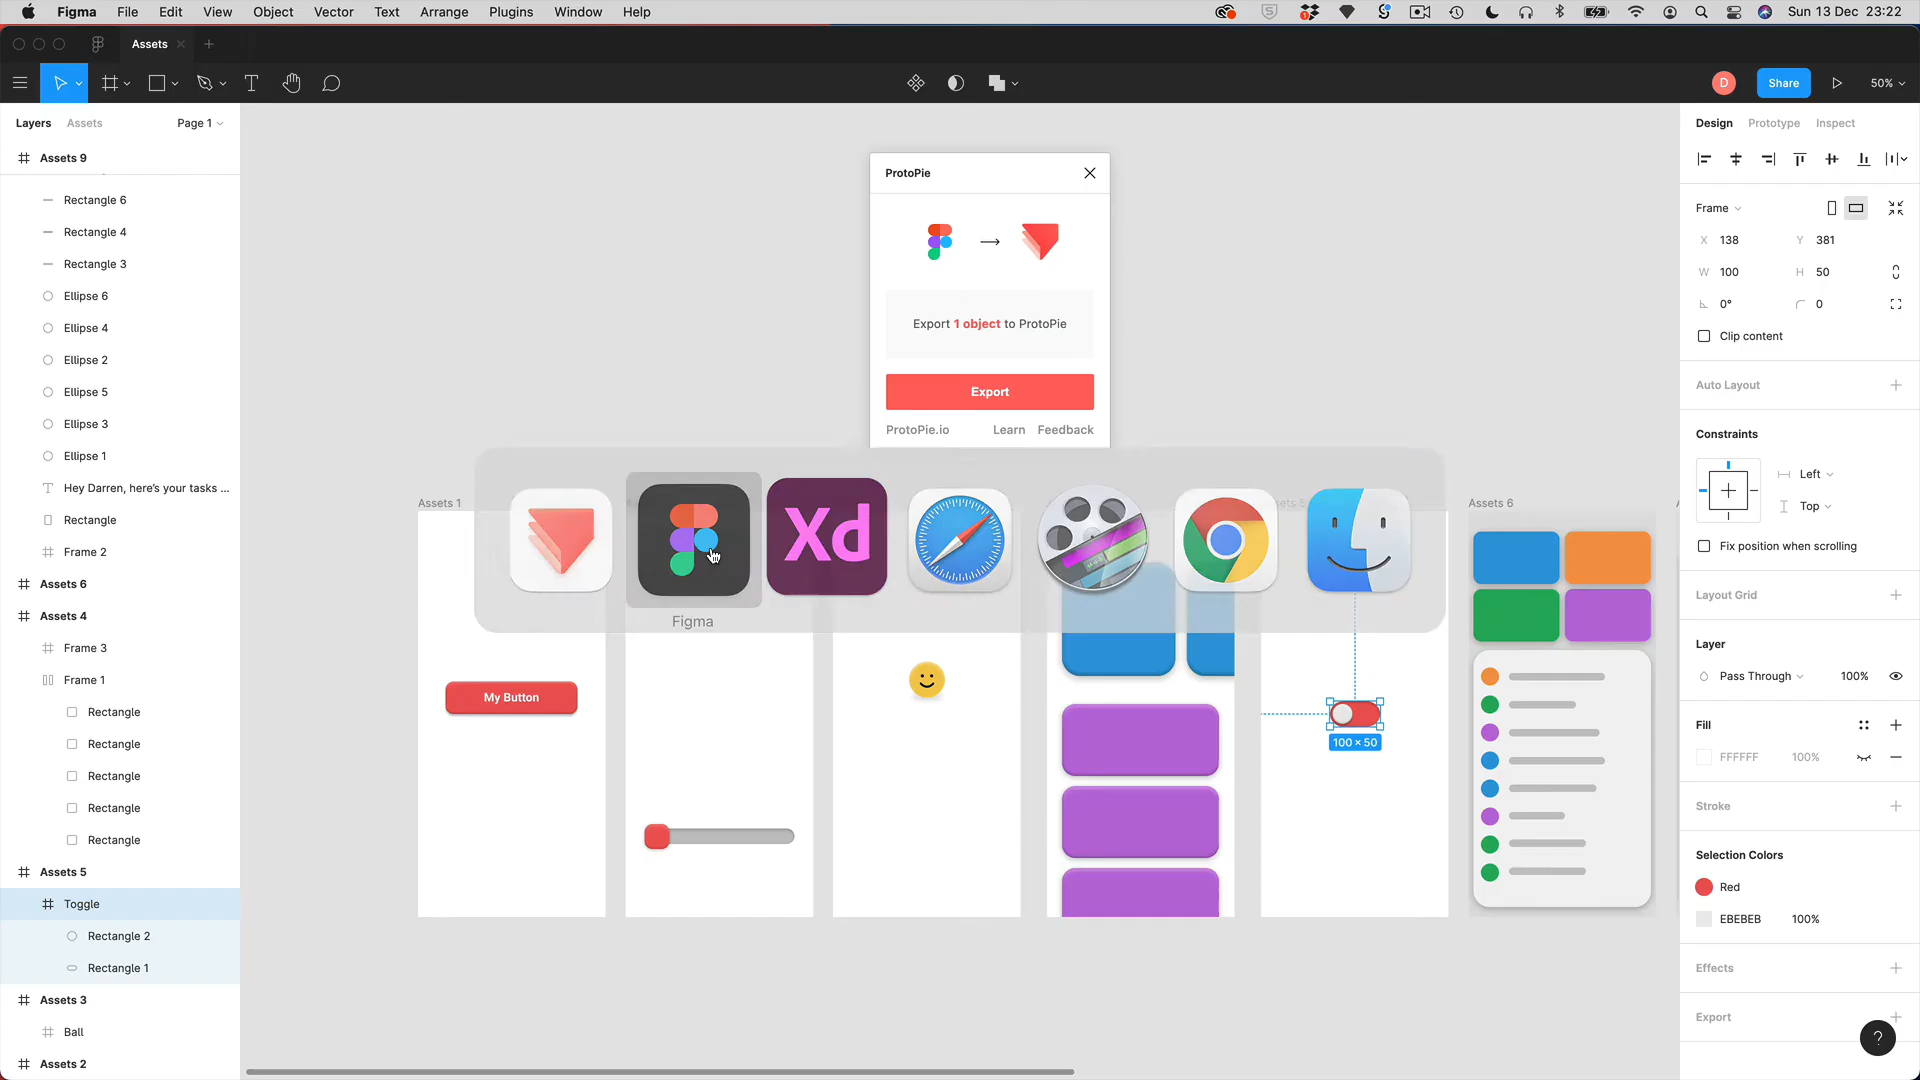 Figma File Edit View Object Vector Text Arrange Plugins Window Help Sun 13 Dec 23:22
Assets
Share 50%
D
Layers Assets Page 1
Design Prototype Inspect
Assets 9
Rectangle 6
Rectangle 4
Rectangle 3
Ellipse 6
Ellipse 4
Ellipse 2
Ellipse 5
Ellipse 3
Ellipse 1
Hey Darren, here's your tasks ...
Rectangle
Frame 2
Assets 6
Assets 4
Frame 3
Frame 1
Rectangle
Rectangle
Rectangle
Rectangle
Rectangle
Assets 5
Toggle
Rectangle 2
Rectangle 1
Assets 3
Ball
Assets 2
ProtoPie
Export 1 object to ProtoPie
Export
ProtoPie.io Learn Feedback
Assets 1
Assets 6
Xd
Figma
My Button
100 × 50
Frame
X 138 Y 381
W 100 H 50
0° 0
Clip content
Auto Layout
Constraints
Left
Top
Fix position when scrolling
Layout Grid
Layer
Pass Through 100%
Fill
FFFFFF 100%
Stroke
Selection Colors
Red
EBEBEB 100%
Effects
Export
?